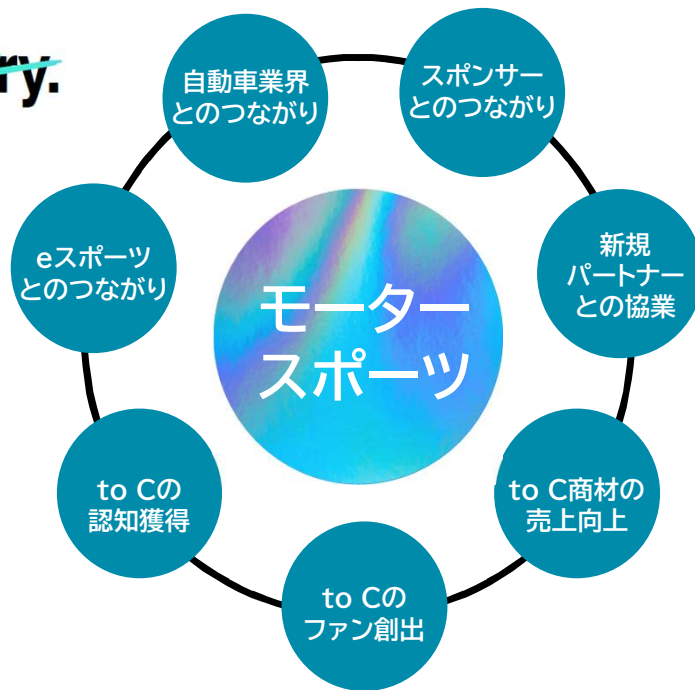 ry.
自動車業界
とのつながり
スポンサー
とのつながり
eスポーツ
とのつながり
新規
パートナー
との協業
モーター
スポーツ
to Cの
認知獲得
to C商材の
売上向上
to Cの
ファン創出